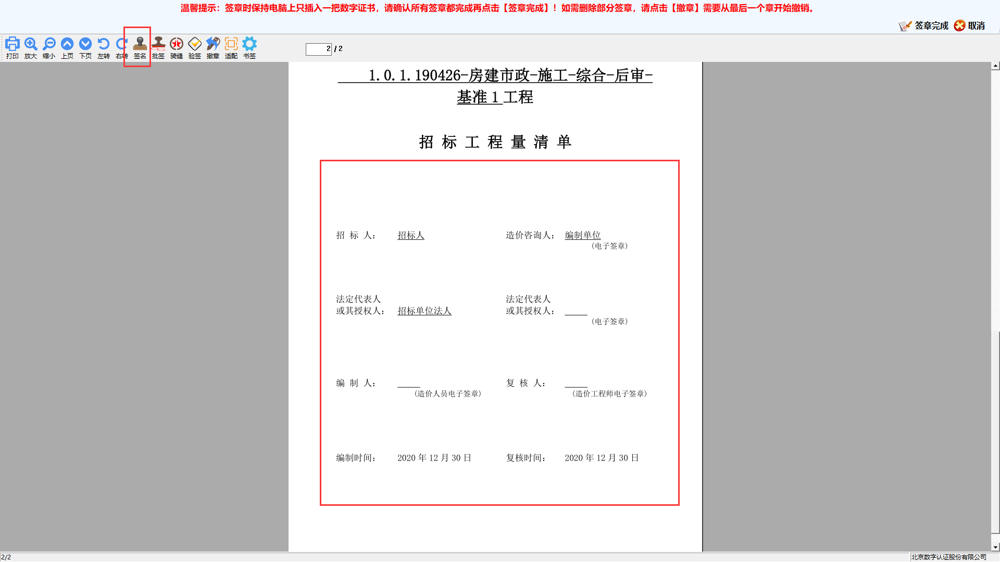 温馨提示：签章时保持电脑上只插入一把数字证书，请确认所有签章都完成再点击【签章完成】！如需删除部分签章，请点击【撤章】需要从最后一个章开始撤销。
签章完成 取消
打印 放大 缩小 上页 下页 左转 右转 签名 批签 骑缝 验签 撤章 适配 书签
2 / 2
1.0.1.190426-房建市政-施工-综合-后审-
基准1工程
招 标 工 程 量 清 单
招 标 人： 招标人 造价咨询人： 编制单位
(电子签章)
法定代表人 法定代表人
或其授权人： 招标单位法人 或其授权人：
(电子签章)
编 制 人： 复 核 人：
(造价人员电子签章) (造价工程师电子签章)
编制时间： 2020 年 12 月 30 日 复核时间： 2020 年 12 月 30 日
2/2 北京数字认证股份有限公司